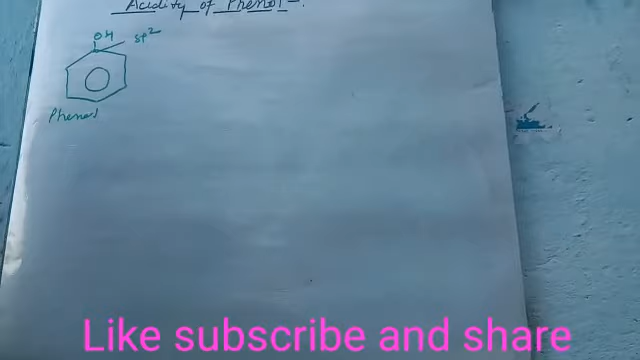 Acidity of Phenol -:
OH
sp²
Phenol
Like subscribe and share